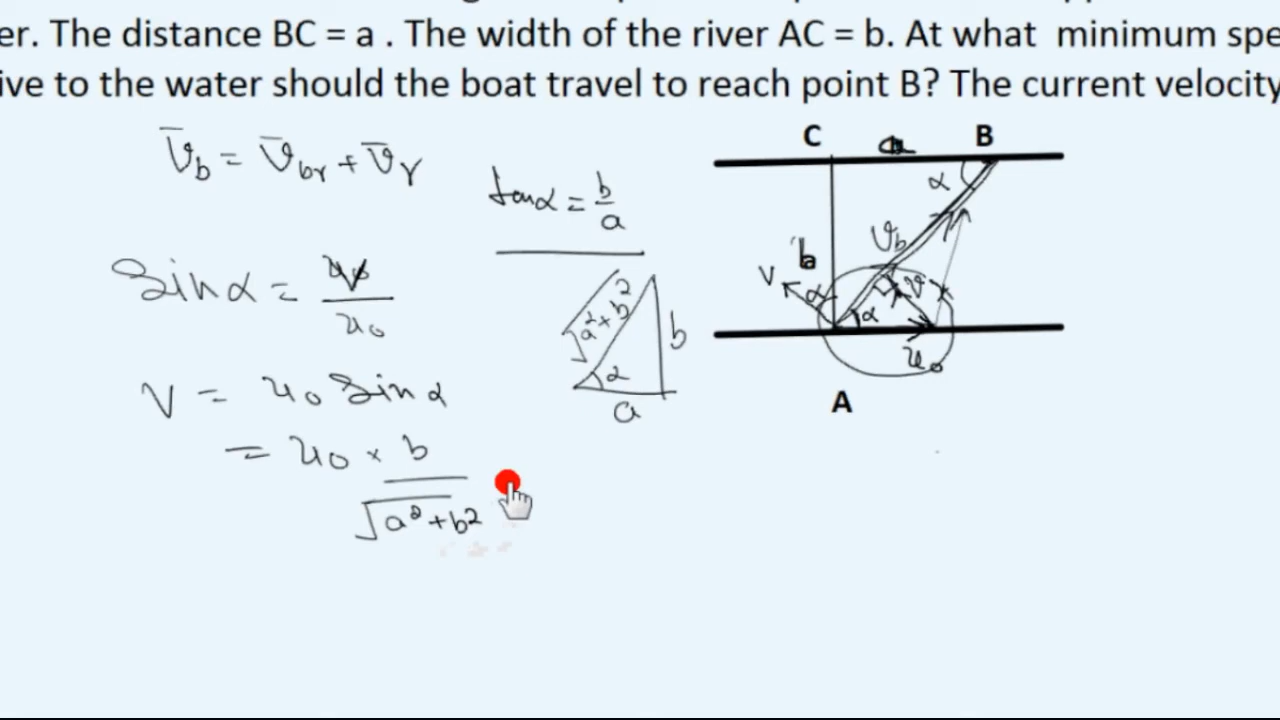 er. The distance BC = a . The width of the river AC = b. At what minimum spe
ive to the water should the boat travel to reach point B? The current velocity
v̅b = v̅br + v̅r
tanα = b/a
Sinα = v/u₀
v = u₀ Sinα
= u₀ × b
√a²+b²
√a²+b²
b
α
a
C
a
B
α
vb
b
v
α
α
v
u₀
A